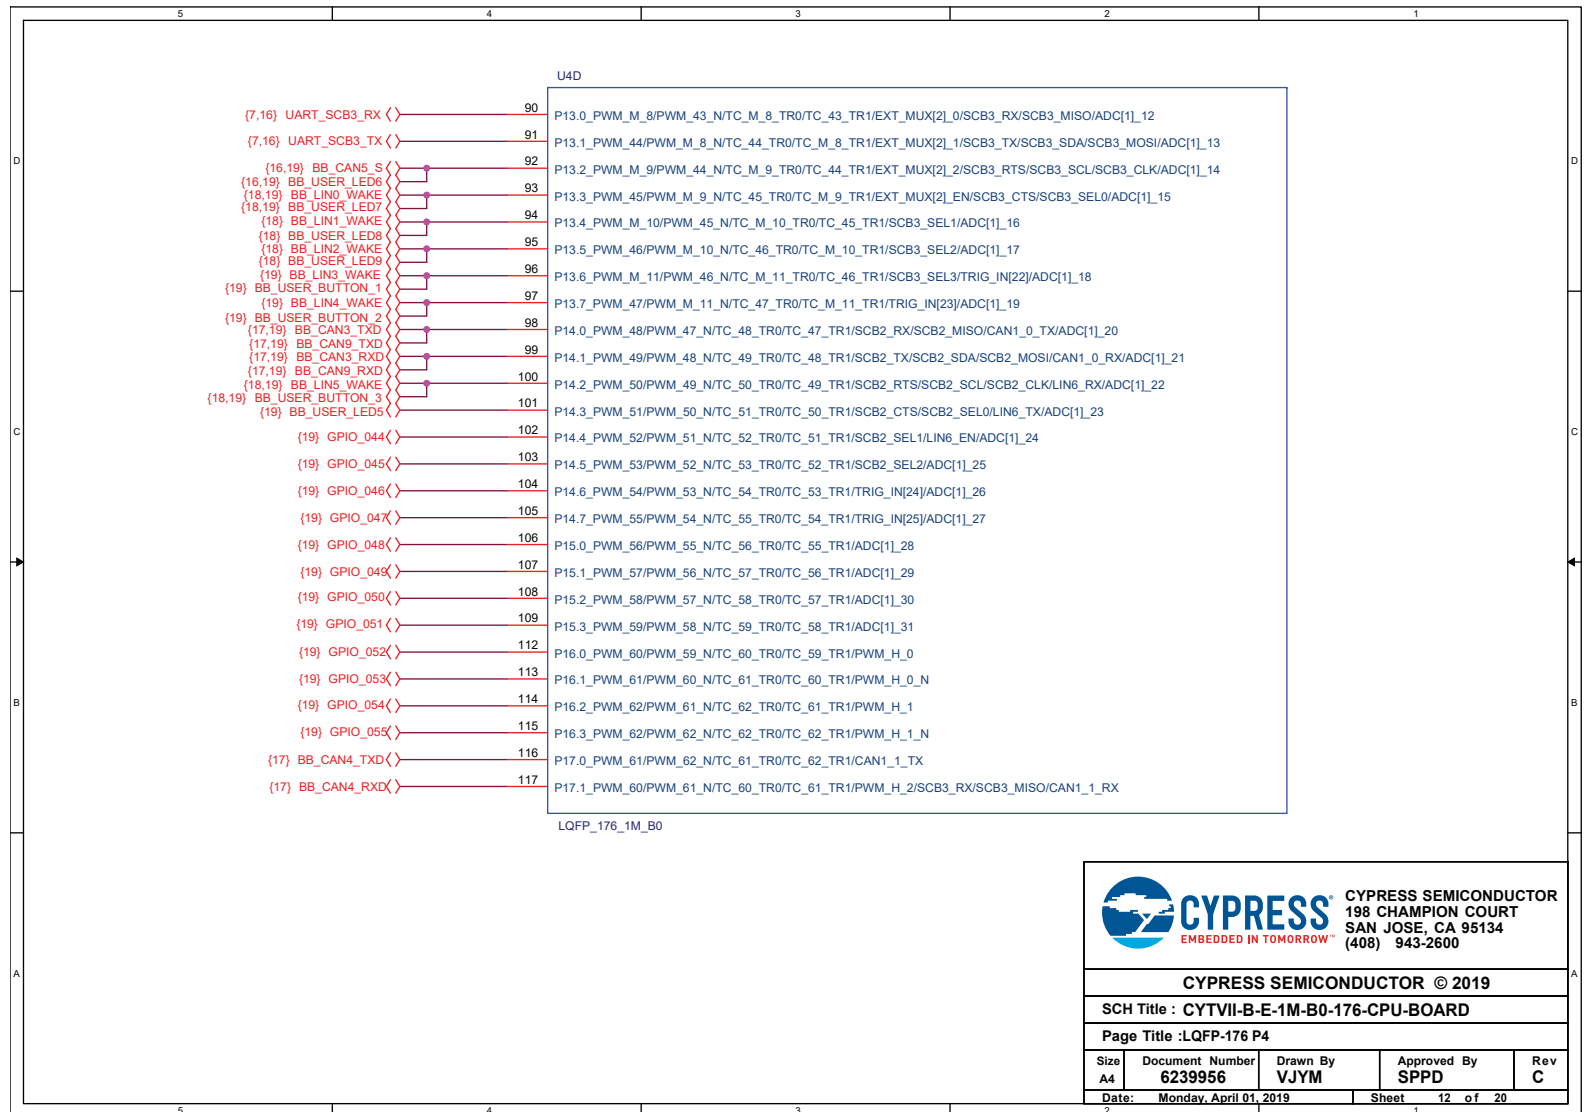 5 4 3 2 1
U4D
{7,16} UART_SCB3_RX 90 P13.0_PWM_M_8/PWM_43_N/TC_M_8_TR0/TC_43_TR1/EXT_MUX[2]_0/SCB3_RX/SCB3_MISO/ADC[1]_12
{7,16} UART_SCB3_TX 91 P13.1_PWM_44/PWM_M_8_N/TC_44_TR0/TC_M_8_TR1/EXT_MUX[2]_1/SCB3_TX/SCB3_SDA/SCB3_MOSI/ADC[1]_13
D D
{16,19} BB_CAN5_S 92 P13.2_PWM_M_9/PWM_44_N/TC_M_9_TR0/TC_44_TR1/EXT_MUX[2]_2/SCB3_RTS/SCB3_SCL/SCB3_CLK/ADC[1]_14
{16,19} BB_USER_LED6
{18,19} BB_LIN0_WAKE 93 P13.3_PWM_45/PWM_M_9_N/TC_45_TR0/TC_M_9_TR1/EXT_MUX[2]_EN/SCB3_CTS/SCB3_SEL0/ADC[1]_15
{18,19} BB_USER_LED7
{18} BB_LIN1_WAKE 94 P13.4_PWM_M_10/PWM_45_N/TC_M_10_TR0/TC_45_TR1/SCB3_SEL1/ADC[1]_16
{18} BB_USER_LED8
{18} BB_LIN2_WAKE 95 P13.5_PWM_46/PWM_M_10_N/TC_46_TR0/TC_M_10_TR1/SCB3_SEL2/ADC[1]_17
{18} BB_USER_LED9
{19} BB_LIN3_WAKE 96 P13.6_PWM_M_11/PWM_46_N/TC_M_11_TR0/TC_46_TR1/SCB3_SEL3/TRIG_IN[22]/ADC[1]_18
{19} BB_USER_BUTTON_1
{19} BB_LIN4_WAKE 97 P13.7_PWM_47/PWM_M_11_N/TC_47_TR0/TC_M_11_TR1/TRIG_IN[23]/ADC[1]_19
{19} BB_USER_BUTTON_2
{17,19} BB_CAN3_TXD 98 P14.0_PWM_48/PWM_47_N/TC_48_TR0/TC_47_TR1/SCB2_RX/SCB2_MISO/CAN1_0_TX/ADC[1]_20
{17,19} BB_CAN9_TXD
{17,19} BB_CAN3_RXD 99 P14.1_PWM_49/PWM_48_N/TC_49_TR0/TC_48_TR1/SCB2_TX/SCB2_SDA/SCB2_MOSI/CAN1_0_RX/ADC[1]_21
{17,19} BB_CAN9_RXD
{18,19} BB_LIN5_WAKE 100 P14.2_PWM_50/PWM_49_N/TC_50_TR0/TC_49_TR1/SCB2_RTS/SCB2_SCL/SCB2_CLK/LIN6_RX/ADC[1]_22
{18,19} BB_USER_BUTTON_3
{19} BB_USER_LED5 101 P14.3_PWM_51/PWM_50_N/TC_51_TR0/TC_50_TR1/SCB2_CTS/SCB2_SEL0/LIN6_TX/ADC[1]_23
C C
{19} GPIO_044 102 P14.4_PWM_52/PWM_51_N/TC_52_TR0/TC_51_TR1/SCB2_SEL1/LIN6_EN/ADC[1]_24
{19} GPIO_045 103 P14.5_PWM_53/PWM_52_N/TC_53_TR0/TC_52_TR1/SCB2_SEL2/ADC[1]_25
{19} GPIO_046 104 P14.6_PWM_54/PWM_53_N/TC_54_TR0/TC_53_TR1/TRIG_IN[24]/ADC[1]_26
{19} GPIO_047 105 P14.7_PWM_55/PWM_54_N/TC_55_TR0/TC_54_TR1/TRIG_IN[25]/ADC[1]_27
{19} GPIO_048 106 P15.0_PWM_56/PWM_55_N/TC_56_TR0/TC_55_TR1/ADC[1]_28
{19} GPIO_049 107 P15.1_PWM_57/PWM_56_N/TC_57_TR0/TC_56_TR1/ADC[1]_29
{19} GPIO_050 108 P15.2_PWM_58/PWM_57_N/TC_58_TR0/TC_57_TR1/ADC[1]_30
{19} GPIO_051 109 P15.3_PWM_59/PWM_58_N/TC_59_TR0/TC_58_TR1/ADC[1]_31
{19} GPIO_052 112 P16.0_PWM_60/PWM_59_N/TC_60_TR0/TC_59_TR1/PWM_H_0
{19} GPIO_053 113 P16.1_PWM_61/PWM_60_N/TC_61_TR0/TC_60_TR1/PWM_H_0_N
B B
{19} GPIO_054 114 P16.2_PWM_62/PWM_61_N/TC_62_TR0/TC_61_TR1/PWM_H_1
{19} GPIO_055 115 P16.3_PWM_62/PWM_62_N/TC_62_TR0/TC_62_TR1/PWM_H_1_N
{17} BB_CAN4_TXD 116 P17.0_PWM_61/PWM_62_N/TC_61_TR0/TC_62_TR1/CAN1_1_TX
{17} BB_CAN4_RXD 117 P17.1_PWM_60/PWM_61_N/TC_60_TR0/TC_61_TR1/PWM_H_2/SCB3_RX/SCB3_MISO/CAN1_1_RX
LQFP_176_1M_B0
CYPRESS
EMBEDDED IN TOMORROW™
CYPRESS SEMICONDUCTOR
198 CHAMPION COURT
SAN JOSE, CA 95134
(408) 943-2600
A A
CYPRESS SEMICONDUCTOR © 2019
SCH Title : CYTVII-B-E-1M-B0-176-CPU-BOARD
Page Title :LQFP-176 P4
Size Document Number Drawn By Approved By Rev
A4 6239956 VJYM SPPD C
Date: Monday, April 01, 2019 Sheet 12 of 20
5 4 3 2 1